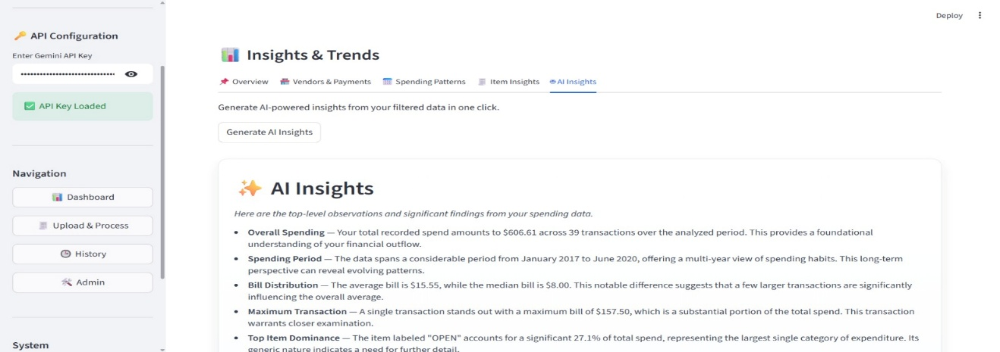 API Configuration
Enter Gemini API Key
API Key Loaded
Navigation
Dashboard
Upload & Process
History
Admin
System
Deploy
Insights & Trends
Overview
Vendors & Payments
Spending Patterns
Item Insights
AI Insights
Generate AI-powered insights from your filtered data in one click.
Generate AI Insights
AI Insights
Here are the top-level observations and significant findings from your spending data.
• Overall Spending — Your total recorded spend amounts to $606.61 across 39 transactions over the analyzed period. This provides a foundational
understanding of your financial outflow.
• Spending Period — The data spans a considerable period from January 2017 to June 2020, offering a multi-year view of spending habits. This long-term
perspective can reveal evolving patterns.
• Bill Distribution — The average bill is $15.55, while the median bill is $8.00. This notable difference suggests that a few larger transactions are significantly
influencing the overall average.
• Maximum Transaction — A single transaction stands out with a maximum bill of $157.50, which is a substantial portion of the total spend. This transaction
warrants closer examination.
• Top Item Dominance — The item labeled "OPEN" accounts for a significant 27.1% of total spend, representing the largest single category of expenditure. Its
generic nature indicates a need for further detail.